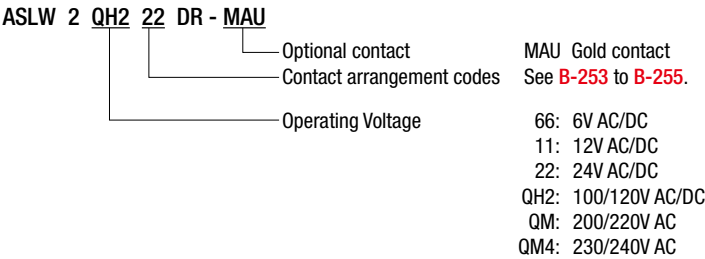 ASLW 2 QH2 22 DR - MAU
Optional contact MAU Gold contact
Contact arrangement codes See B-253 to B-255.
Operating Voltage 66: 6V AC/DC
11: 12V AC/DC
22: 24V AC/DC
QH2: 100/120V AC/DC
QM: 200/220V AC
QM4: 230/240V AC